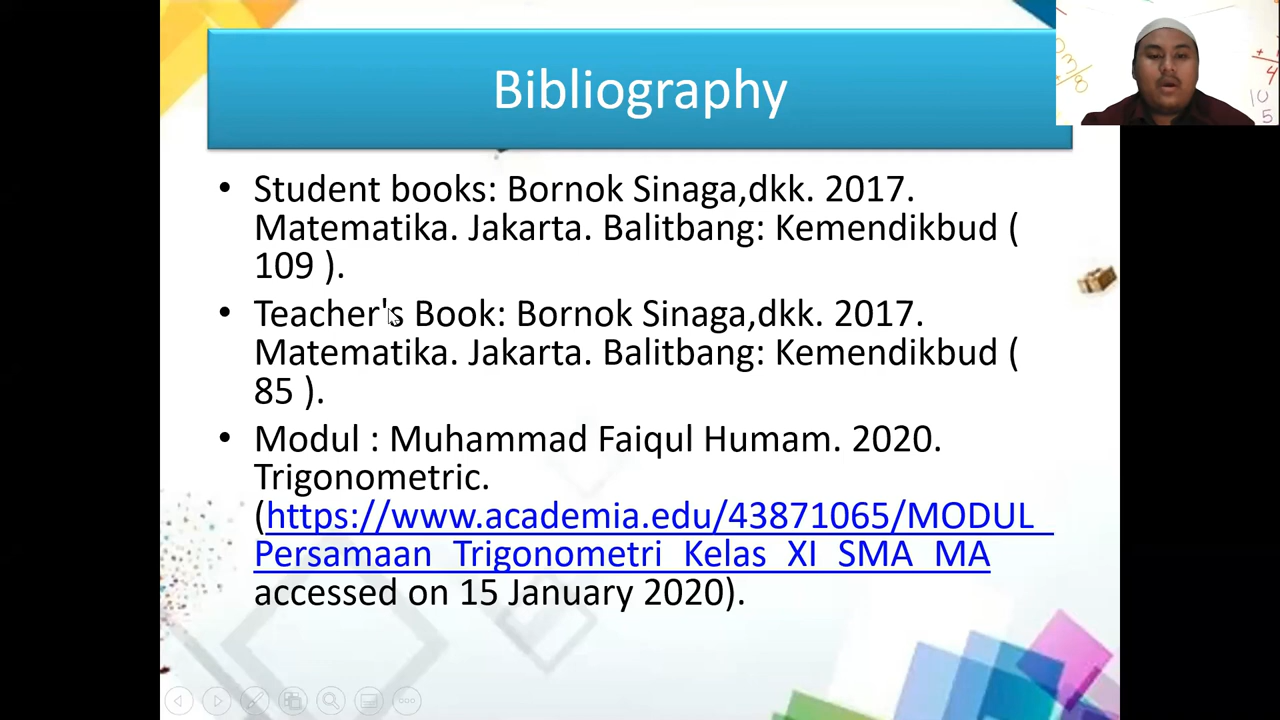 Bibliography
• Student books: Bornok Sinaga,dkk. 2017.
Matematika. Jakarta. Balitbang: Kemendikbud (
109 ).
• Teacher's Book: Bornok Sinaga,dkk. 2017.
Matematika. Jakarta. Balitbang: Kemendikbud (
85 ).
• Modul : Muhammad Faiqul Humam. 2020.
Trigonometric.
(https://www.academia.edu/43871065/MODUL_
Persamaan_Trigonometri_Kelas_XI_SMA_MA
accessed on 15 January 2020).